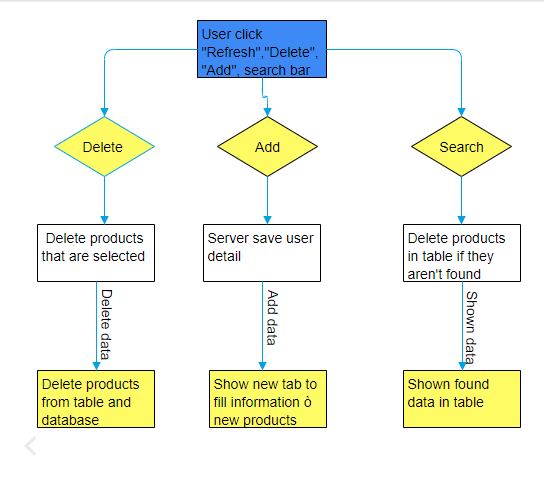 User click
"Refresh","Delete",
"Add", search bar
Delete
Add
Search
Delete products
that are selected
Server save user
detail
Delete products
in table if they
aren't found
Delete data
Add data
Shown data
Delete products
from table and
database
Show new tab to
fill information ò
new products
Shown found
data in table